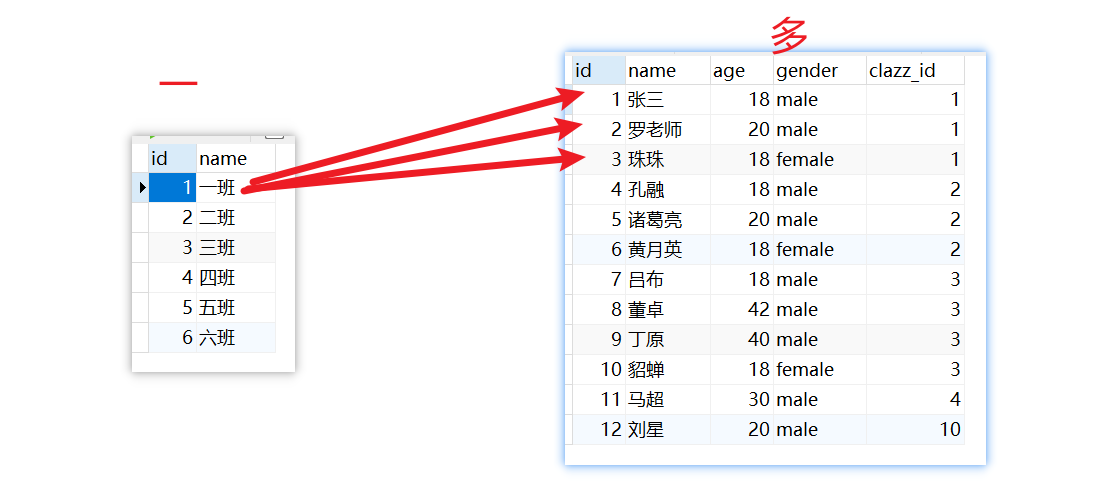 一
多
id name
1 一班
2 二班
3 三班
4 四班
5 五班
6 六班
id name age gender clazz_id
1 张三 18 male 1
2 罗老师 20 male 1
3 珠珠 18 female 1
4 孔融 18 male 2
5 诸葛亮 20 male 2
6 黄月英 18 female 2
7 吕布 18 male 3
8 董卓 42 male 3
9 丁原 40 male 3
10 貂蝉 18 female 3
11 马超 30 male 4
12 刘星 20 male 10